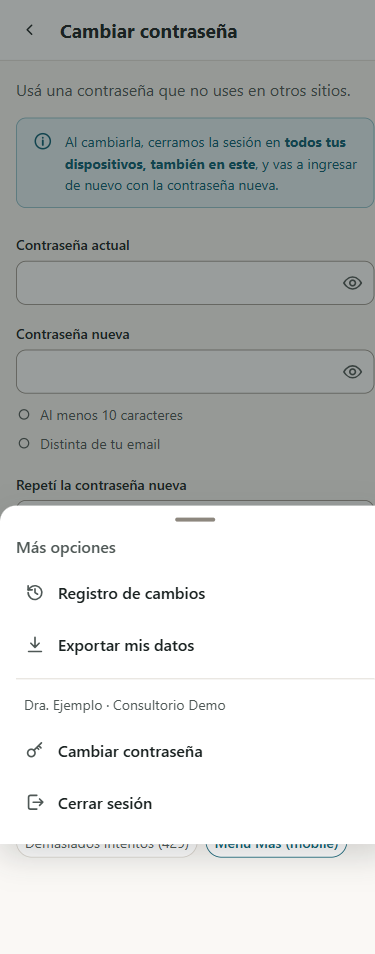 Cambiar contraseña
Usá una contraseña que no uses en otros sitios.
Al cambiarla, cerramos la sesión en todos tus
dispositivos, también en este, y vas a ingresar
de nuevo con la contraseña nueva.
Contraseña actual
Contraseña nueva
Al menos 10 caracteres
Distinta de tu email
Repetí la contraseña nueva
Más opciones
Registro de cambios
Exportar mis datos
Dra. Ejemplo · Consultorio Demo
Cambiar contraseña
Cerrar sesión
Demasiados intentos (429)
Menú Más (mobile)